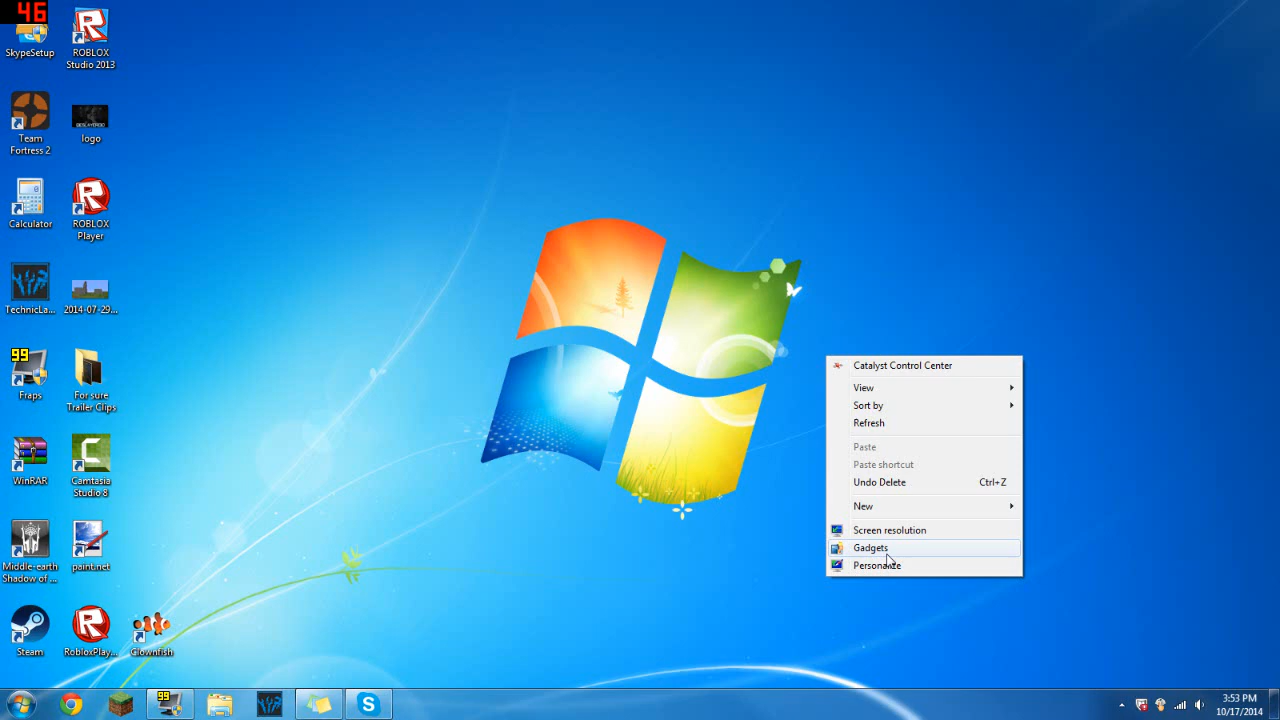 46
SkypeSetup
ROBLOX
Studio 2013
Team
Fortress 2
logo
Calculator
ROBLOX
Player
TechnicLa...
2014-07-29...
99
Fraps
For sure
Trailer Clips
WinRAR
Camtasia
Studio 8
Middle-earth
Shadow of ...
paint.net
Steam
RobloxPlay...
Clownfish
Catalyst Control Center
View
Sort by
Refresh
Paste
Paste shortcut
Undo Delete Ctrl+Z
New
Screen resolution
Gadgets
Personalize
99
3:53 PM
10/17/2014